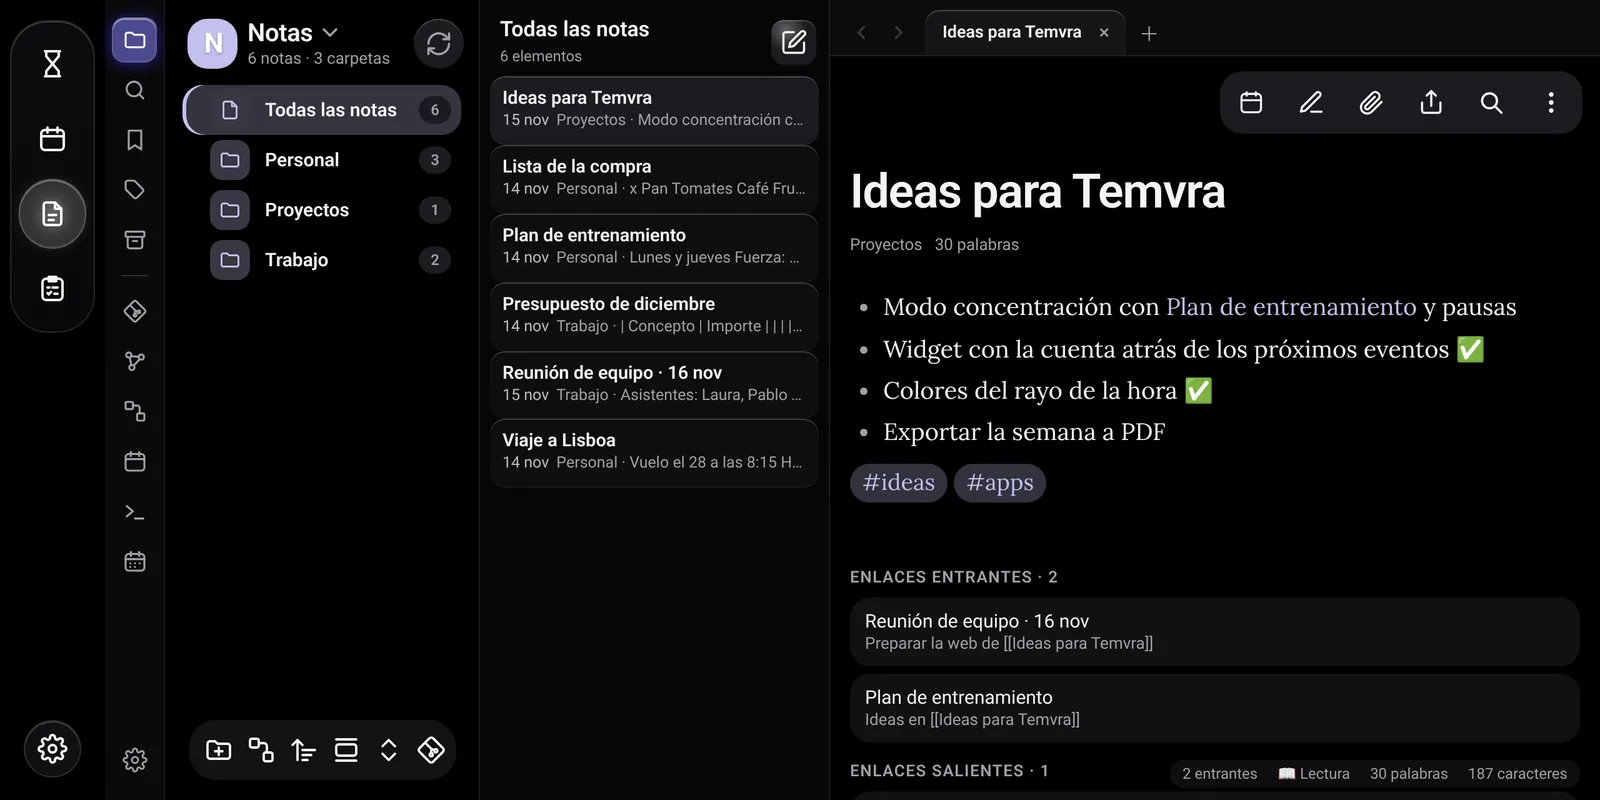 N
Notas
6 notas · 3 carpetas
Todas las notas 6
Personal 3
Proyectos 1
Trabajo 2
Todas las notas
6 elementos
Ideas para Temvra
15 nov Proyectos · Modo concentración c…
Lista de la compra
14 nov Personal · x Pan Tomates Café Fru…
Plan de entrenamiento
14 nov Personal · Lunes y jueves Fuerza: …
Presupuesto de diciembre
14 nov Trabajo · | Concepto | Importe | | | |…
Reunión de equipo · 16 nov
15 nov Trabajo · Asistentes: Laura, Pablo …
Viaje a Lisboa
14 nov Personal · Vuelo el 28 a las 8:15 H…
Ideas para Temvra
Ideas para Temvra
Proyectos 30 palabras
• Modo concentración con Plan de entrenamiento y pausas
• Widget con la cuenta atrás de los próximos eventos ✅
• Colores del rayo de la hora ✅
• Exportar la semana a PDF
#ideas #apps
ENLACES ENTRANTES · 2
Reunión de equipo · 16 nov
Preparar la web de [[Ideas para Temvra]]
Plan de entrenamiento
Ideas en [[Ideas para Temvra]]
ENLACES SALIENTES · 1
2 entrantes 📖 Lectura 30 palabras 187 caracteres